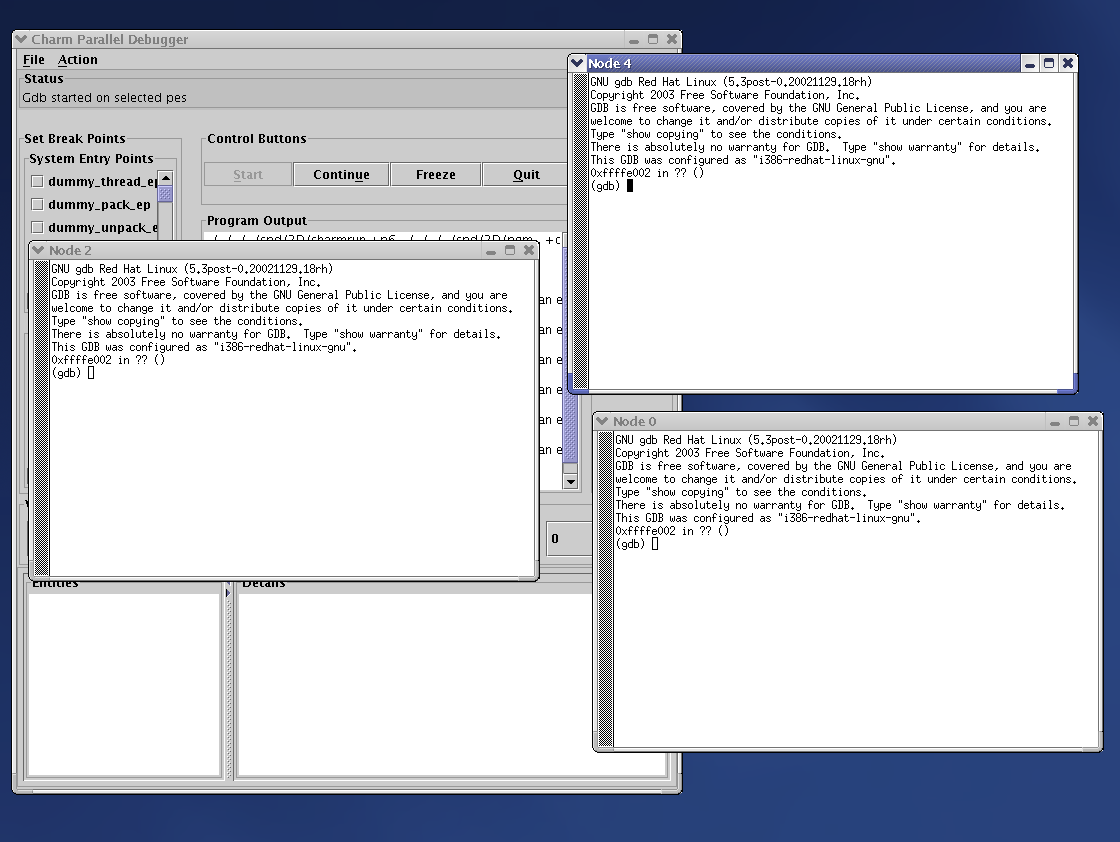 Charm Parallel Debugger
File Action
Status
Gdb started on selected pes
Set Break Points
System Entry Points
dummy_thread_ep
dummy_pack_ep
dummy_unpack_e
Control Buttons
Start Continue Freeze Quit
Program Output
an e
an e
an e
an e
an e
an e
0
Entities
Details
Node 4
GNU gdb Red Hat Linux (5.3post-0.20021129.18rh)
Copyright 2003 Free Software Foundation, Inc.
GDB is free software, covered by the GNU General Public License, and you are
welcome to change it and/or distribute copies of it under certain conditions.
Type "show copying" to see the conditions.
There is absolutely no warranty for GDB.  Type "show warranty" for details.
This GDB was configured as "i386-redhat-linux-gnu".
0xffffe002 in ?? ()
(gdb)
Node 2
GNU gdb Red Hat Linux (5.3post-0.20021129.18rh)
Copyright 2003 Free Software Foundation, Inc.
GDB is free software, covered by the GNU General Public License, and you are
welcome to change it and/or distribute copies of it under certain conditions.
Type "show copying" to see the conditions.
There is absolutely no warranty for GDB.  Type "show warranty" for details.
This GDB was configured as "i386-redhat-linux-gnu".
0xffffe002 in ?? ()
(gdb)
Node 0
GNU gdb Red Hat Linux (5.3post-0.20021129.18rh)
Copyright 2003 Free Software Foundation, Inc.
GDB is free software, covered by the GNU General Public License, and you are
welcome to change it and/or distribute copies of it under certain conditions.
Type "show copying" to see the conditions.
There is absolutely no warranty for GDB.  Type "show warranty" for details.
This GDB was configured as "i386-redhat-linux-gnu".
0xffffe002 in ?? ()
(gdb)